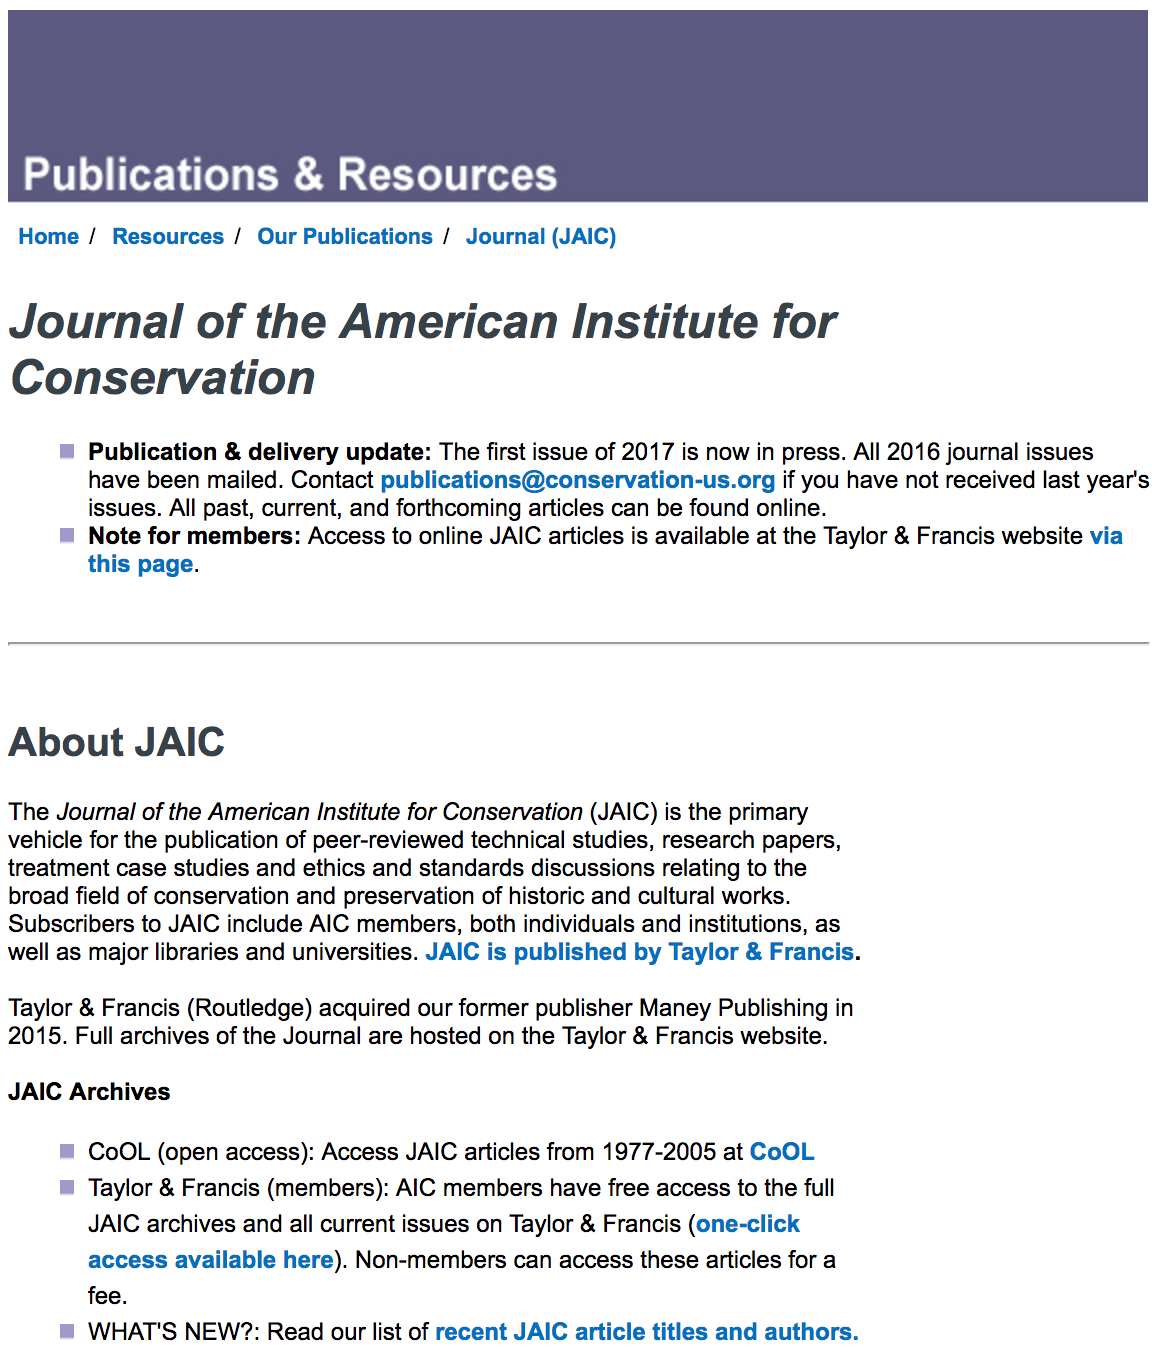 Publications & Resources
Home / Resources / Our Publications / Journal (JAIC)
Journal of the American Institute for
Conservation
Publication & delivery update: The first issue of 2017 is now in press. All 2016 journal issues
have been mailed. Contact publications@conservation-us.org if you have not received last year's
issues. All past, current, and forthcoming articles can be found online.
Note for members: Access to online JAIC articles is available at the Taylor & Francis website via
this page.
About JAIC
The Journal of the American Institute for Conservation (JAIC) is the primary
vehicle for the publication of peer-reviewed technical studies, research papers,
treatment case studies and ethics and standards discussions relating to the
broad field of conservation and preservation of historic and cultural works.
Subscribers to JAIC include AIC members, both individuals and institutions, as
well as major libraries and universities. JAIC is published by Taylor & Francis.
Taylor & Francis (Routledge) acquired our former publisher Maney Publishing in
2015. Full archives of the Journal are hosted on the Taylor & Francis website.
JAIC Archives
CoOL (open access): Access JAIC articles from 1977-2005 at CoOL
Taylor & Francis (members): AIC members have free access to the full
JAIC archives and all current issues on Taylor & Francis (one-click
access available here). Non-members can access these articles for a
fee.
WHAT'S NEW?: Read our list of recent JAIC article titles and authors.